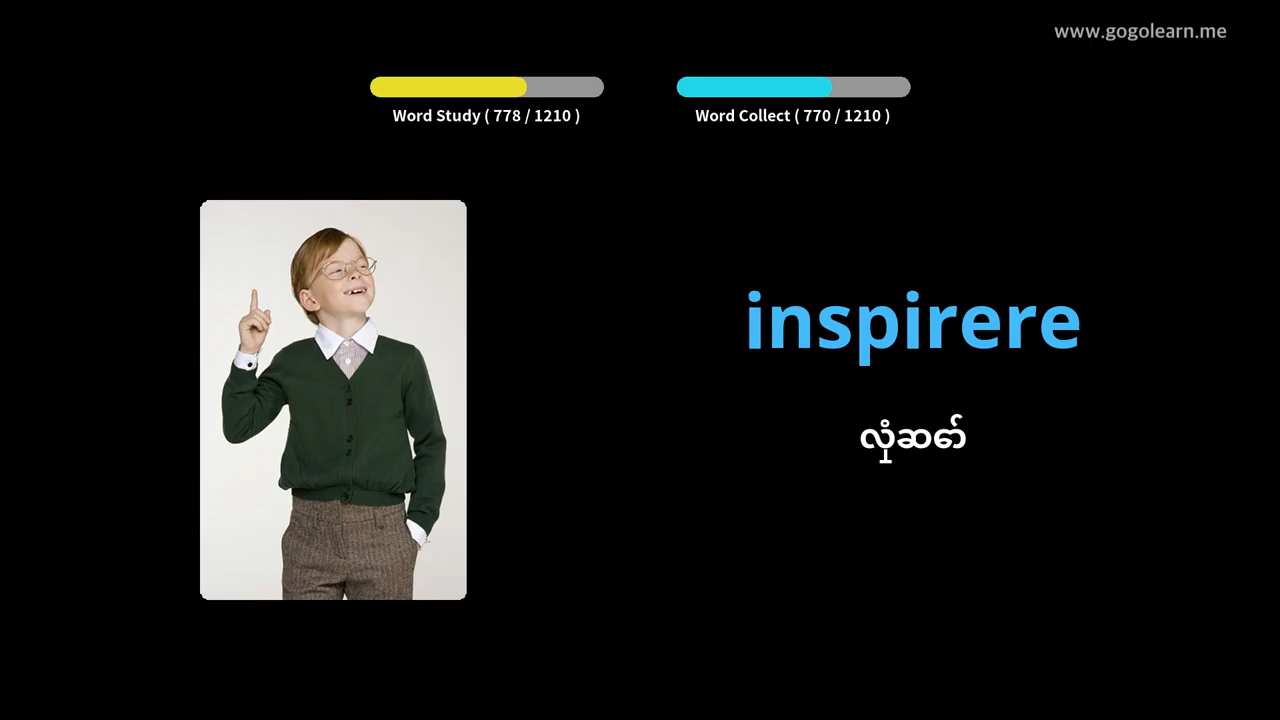 www.gogolearn.me
Word Study ( 778 / 1210 )
Word Collect ( 770 / 1210 )
inspirere
လှုံ့ဆော်